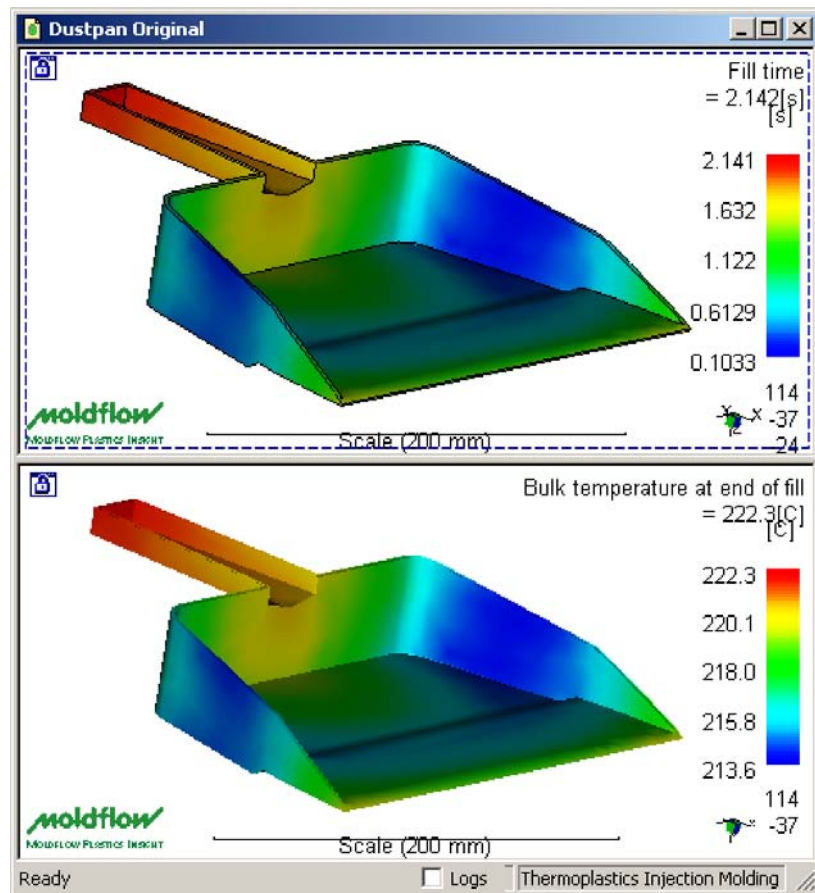 Dustpan Original
Fill time
= 2.142[s]
[s]
2.141
1.632
1.122
0.6129
0.1033
114
-37
24
Y X
Z
moldflow
MOLDFLOW PLASTICS INSIGHT
Scale (200 mm)
Bulk temperature at end of fill
= 222.3[C]
[C]
222.3
220.1
218.0
215.8
213.6
114
-37
moldflow
MOLDFLOW PLASTICS INSIGHT
Scale (200 mm)
Ready
Logs
Thermoplastics Injection Molding